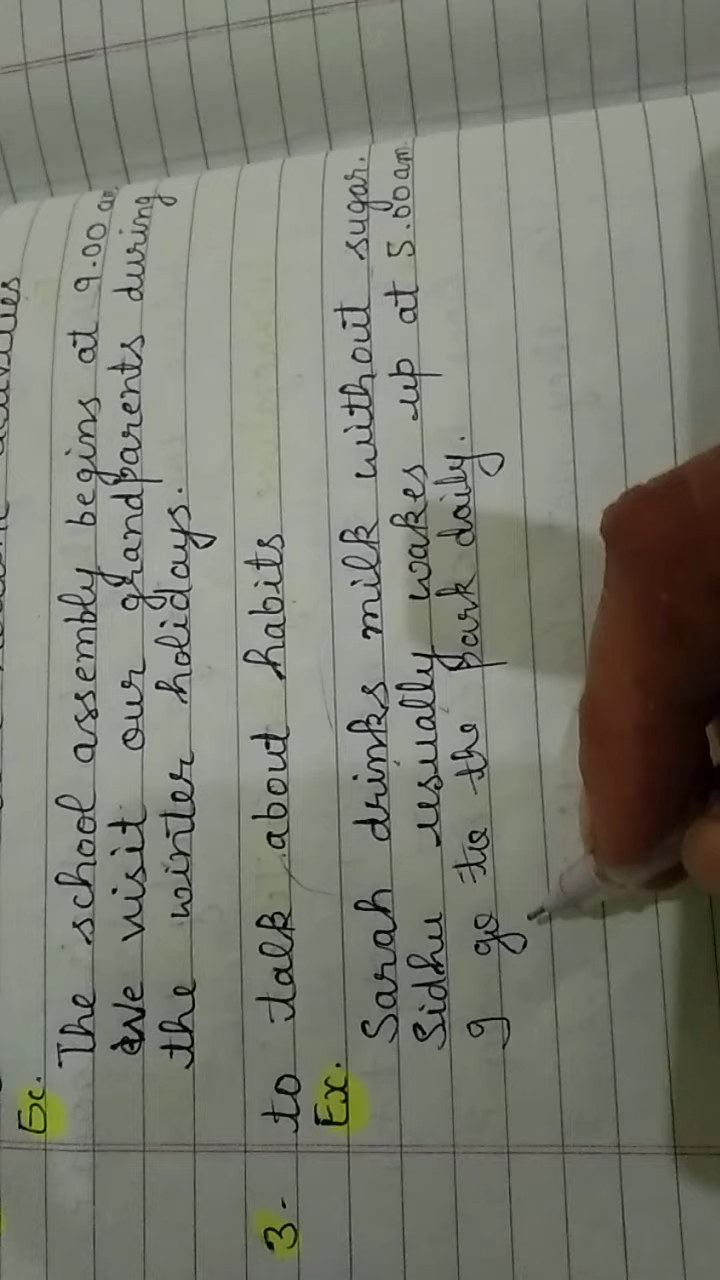 Ex.
The school assembly begins at 9.00 am
We visit our grandparents during
the winter holidays.
3- to talk about habits
Ex.
Sarah drinks milk without sugar.
Sidhu usually wakes up at 5.00 am.
I go to the park daily.